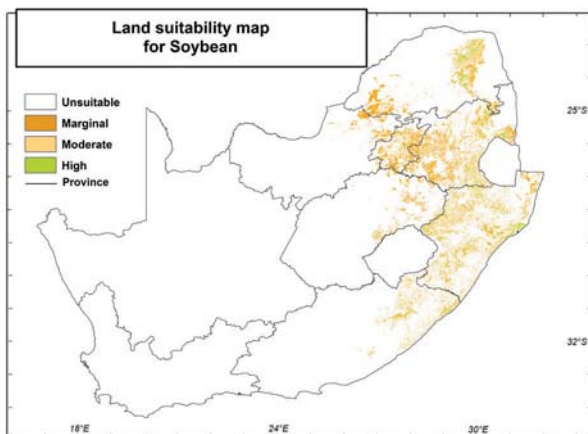 Land suitability map
for Soybean
Unsuitable
Marginal
Moderate
High
Province
25°S
32°S
18°E
24°E
30°E